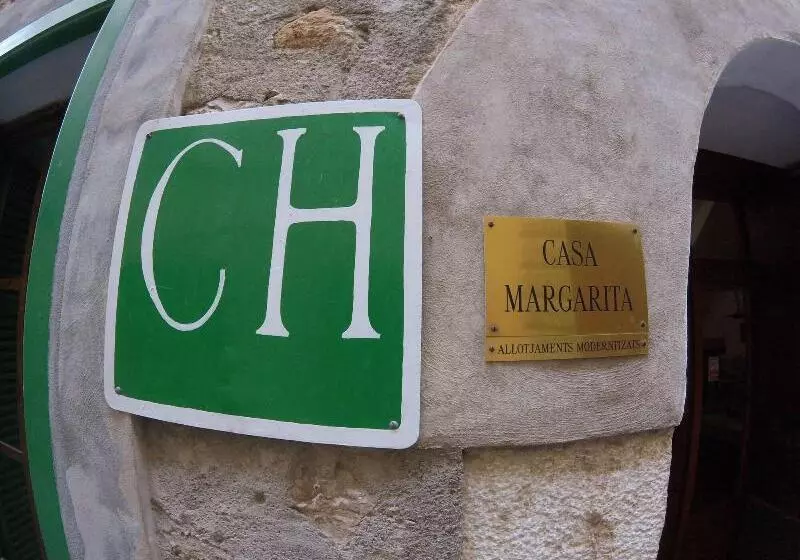 CH
CASA
MARGARITA
ALLOTJAMENTS MODERNITZATS